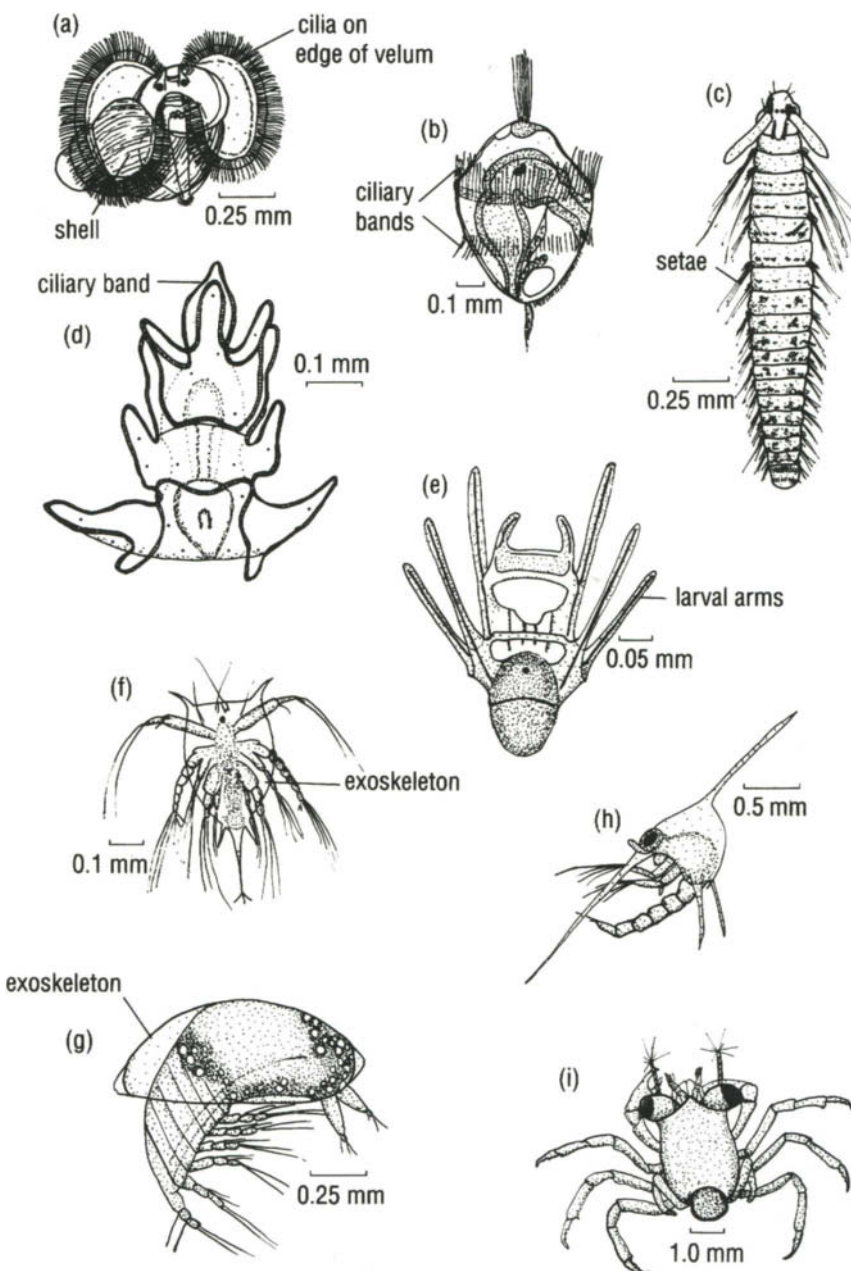 (a)
cilia on
edge of velum
shell
0.25 mm
(b)
ciliary
bands
0.1 mm
(c)
setae
0.25 mm
ciliary band
(d)
0.1 mm
(e)
larval arms
0.05 mm
(f)
exoskeleton
0.1 mm
(h)
0.5 mm
exoskeleton
(g)
0.25 mm
(i)
1.0 mm